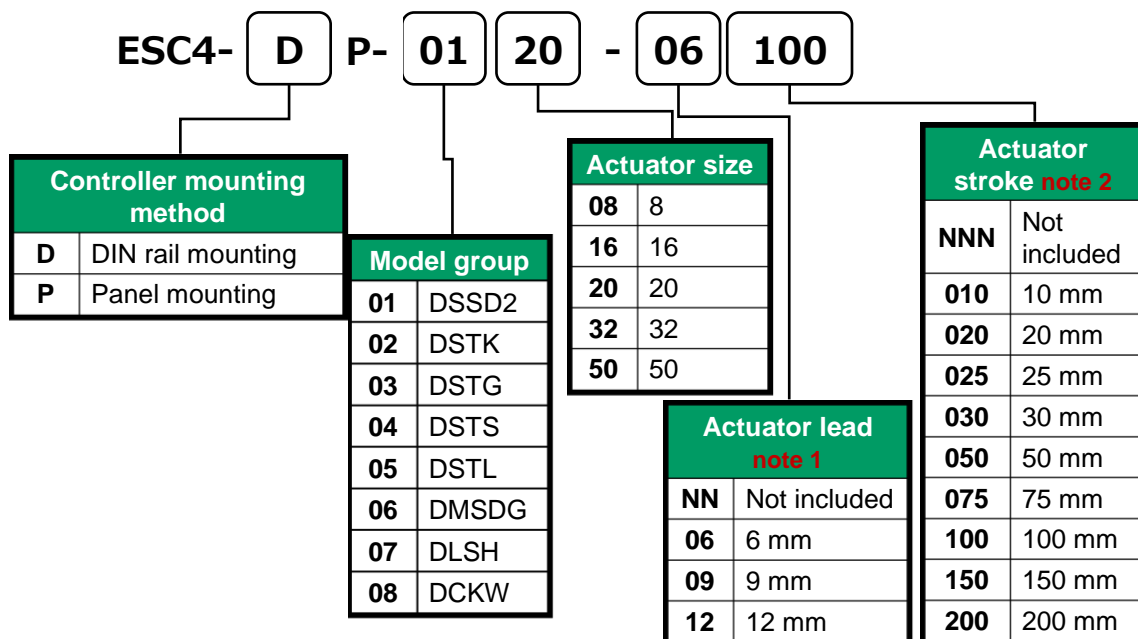 ESC4- D P- 01 20 - 06 100
Controller mounting
method
D DIN rail mounting
P Panel mounting
Model group
01 DSSD2
02 DSTK
03 DSTG
04 DSTS
05 DSTL
06 DMSDG
07 DLSH
08 DCKW
Actuator size
08 8
16 16
20 20
32 32
50 50
Actuator lead
note 1
NN Not included
06 6 mm
09 9 mm
12 12 mm
Actuator
stroke note 2
NNN Not
included
010 10 mm
020 20 mm
025 25 mm
030 30 mm
050 50 mm
075 75 mm
100 100 mm
150 150 mm
200 200 mm